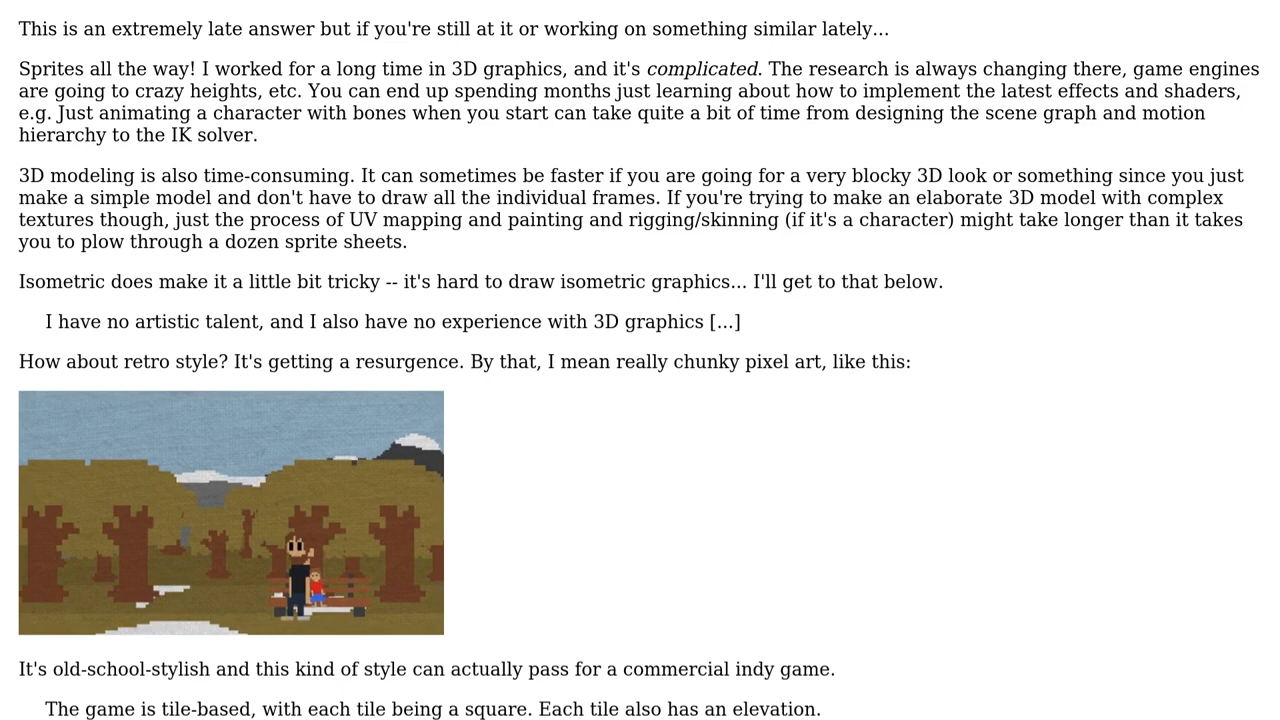 This is an extremely late answer but if you're still at it or working on something similar lately...
Sprites all the way! I worked for a long time in 3D graphics, and it's complicated. The research is always changing there, game engines
are going to crazy heights, etc. You can end up spending months just learning about how to implement the latest effects and shaders,
e.g. Just animating a character with bones when you start can take quite a bit of time from designing the scene graph and motion
hierarchy to the IK solver.
3D modeling is also time-consuming. It can sometimes be faster if you are going for a very blocky 3D look or something since you just
make a simple model and don't have to draw all the individual frames. If you're trying to make an elaborate 3D model with complex
textures though, just the process of UV mapping and painting and rigging/skinning (if it's a character) might take longer than it takes
you to plow through a dozen sprite sheets.
Isometric does make it a little bit tricky -- it's hard to draw isometric graphics... I'll get to that below.
I have no artistic talent, and I also have no experience with 3D graphics [...]
How about retro style? It's getting a resurgence. By that, I mean really chunky pixel art, like this:
It's old-school-stylish and this kind of style can actually pass for a commercial indy game.
The game is tile-based, with each tile being a square. Each tile also has an elevation.